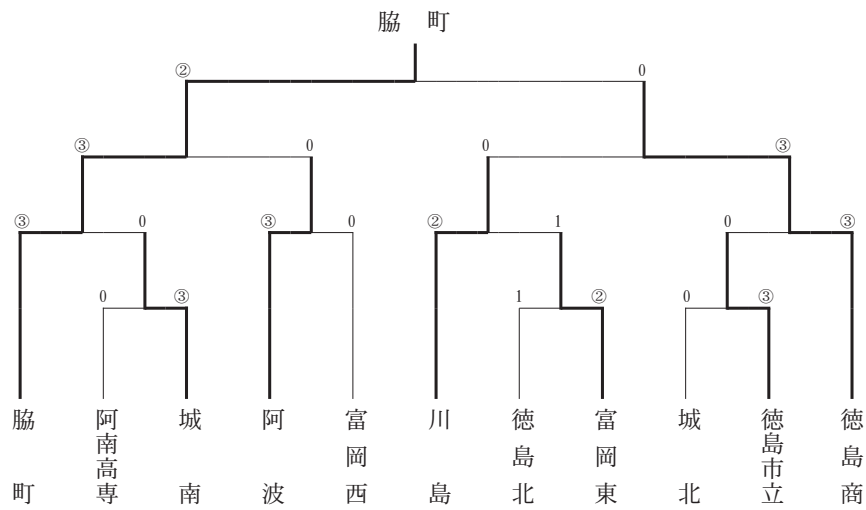 脇町
② 0
③ 0 0 ③
③ 0 ③ 0 ② 1 0 ③
0 ③ 1 ② 0 ③
脇町
阿南高専
城南
阿波
富岡西
川島
徳島北
富岡東
城北
徳島市立
徳島商